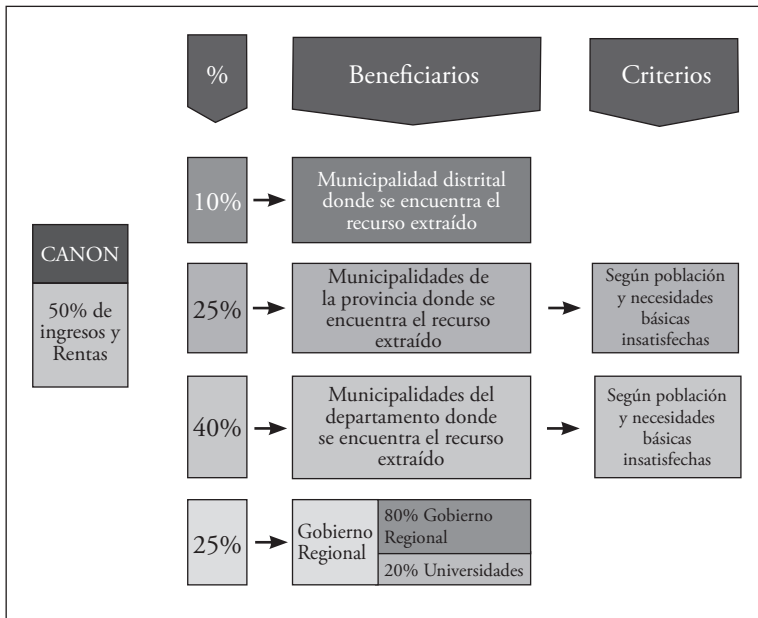 %
Beneficiarios
Criterios
CANON
50% de
ingresos y
Rentas
10%
Municipalidad distrital
donde se encuentra el
recurso extraído
25%
Municipalidades de
la provincia donde se
encuentra el recurso
extraído
Según población
y necesidades
básicas
insatisfechas
40%
Municipalidades del
departamento donde
se encuentra el recurso
extraído
Según población
y necesidades
básicas
insatisfechas
25%
Gobierno
Regional
80% Gobierno
Regional
20% Universidades